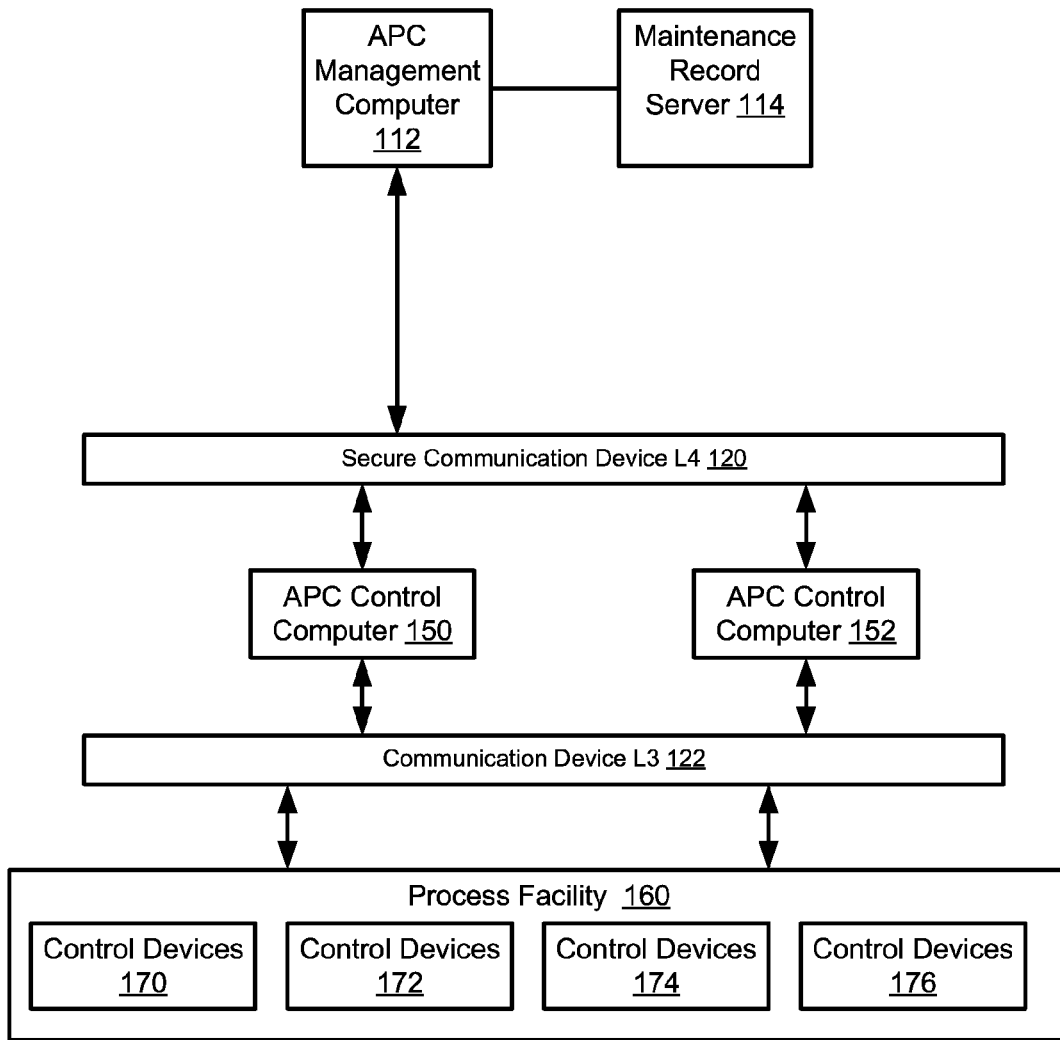 APC
Management
Computer
112
Maintenance
Record
Server 114
Secure Communication Device L4 120
APC Control
Computer 150
APC Control
Computer 152
Communication Device L3 122
Process Facility 160
Control Devices
170
Control Devices
172
Control Devices
174
Control Devices
176